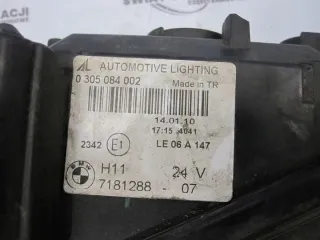 AL AUTOMOTIVE LIGHTING
0 305 084 002
Made in TR
14.01.10
17:15 4041
2342 E1 LE 06 A 147
BMW H11 24 V
7181288 - 07